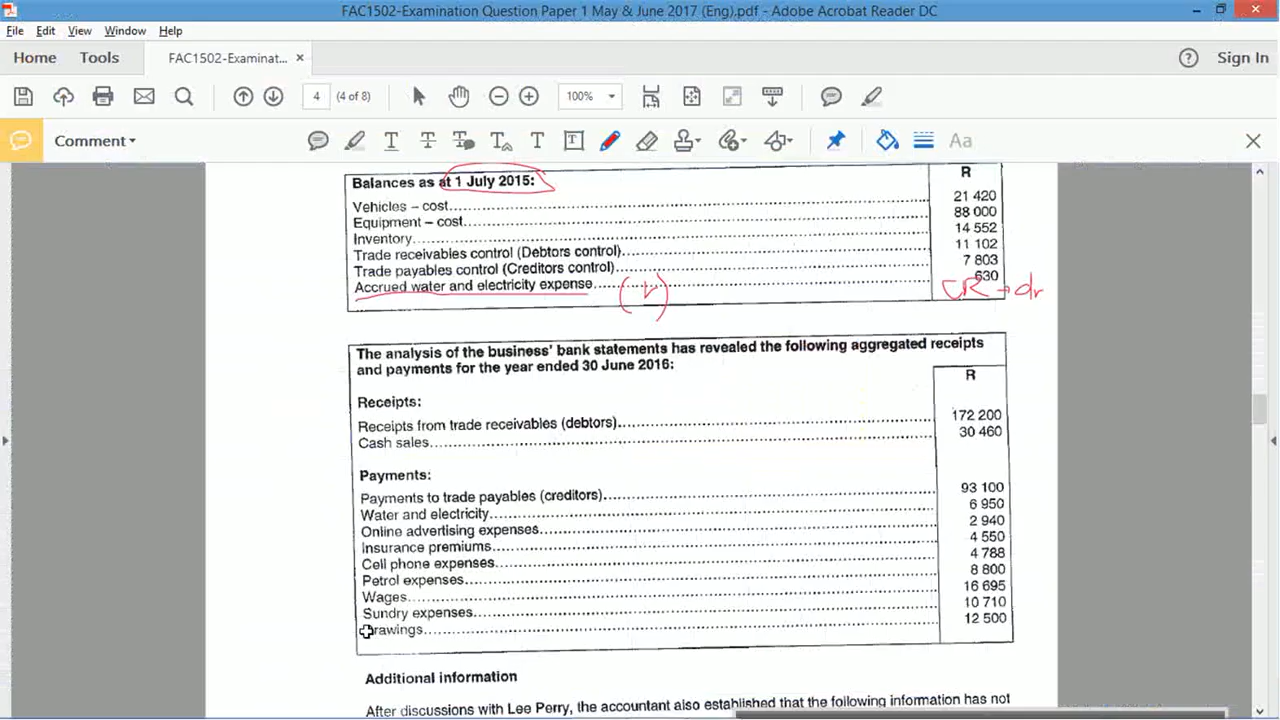 FAC1502-Examination Question Paper 1 May & June 2017 (Eng).pdf - Adobe Acrobat Reader DC
File Edit View Window Help
Home Tools FAC1502-Examinat... × ? Sign In
4 (4 of 8) 100%
Comment Aa
Balances as at 1 July 2015: R
Vehicles – cost 21 420
Equipment – cost 88 000
Inventory 14 552
Trade receivables control (Debtors control) 11 102
Trade payables control (Creditors control) 7 803
Accrued water and electricity expense 630
CR → dr
The analysis of the business' bank statements has revealed the following aggregated receipts
and payments for the year ended 30 June 2016:
R
Receipts:
Receipts from trade receivables (debtors) 172 200
Cash sales 30 460
Payments:
Payments to trade payables (creditors) 93 100
Water and electricity 6 950
Online advertising expenses 2 940
Insurance premiums 4 550
Cell phone expenses 4 788
Petrol expenses 8 800
Wages 16 695
Sundry expenses 10 710
Drawings 12 500
Additional information
After discussions with Lee Perry, the accountant also established that the following information has not